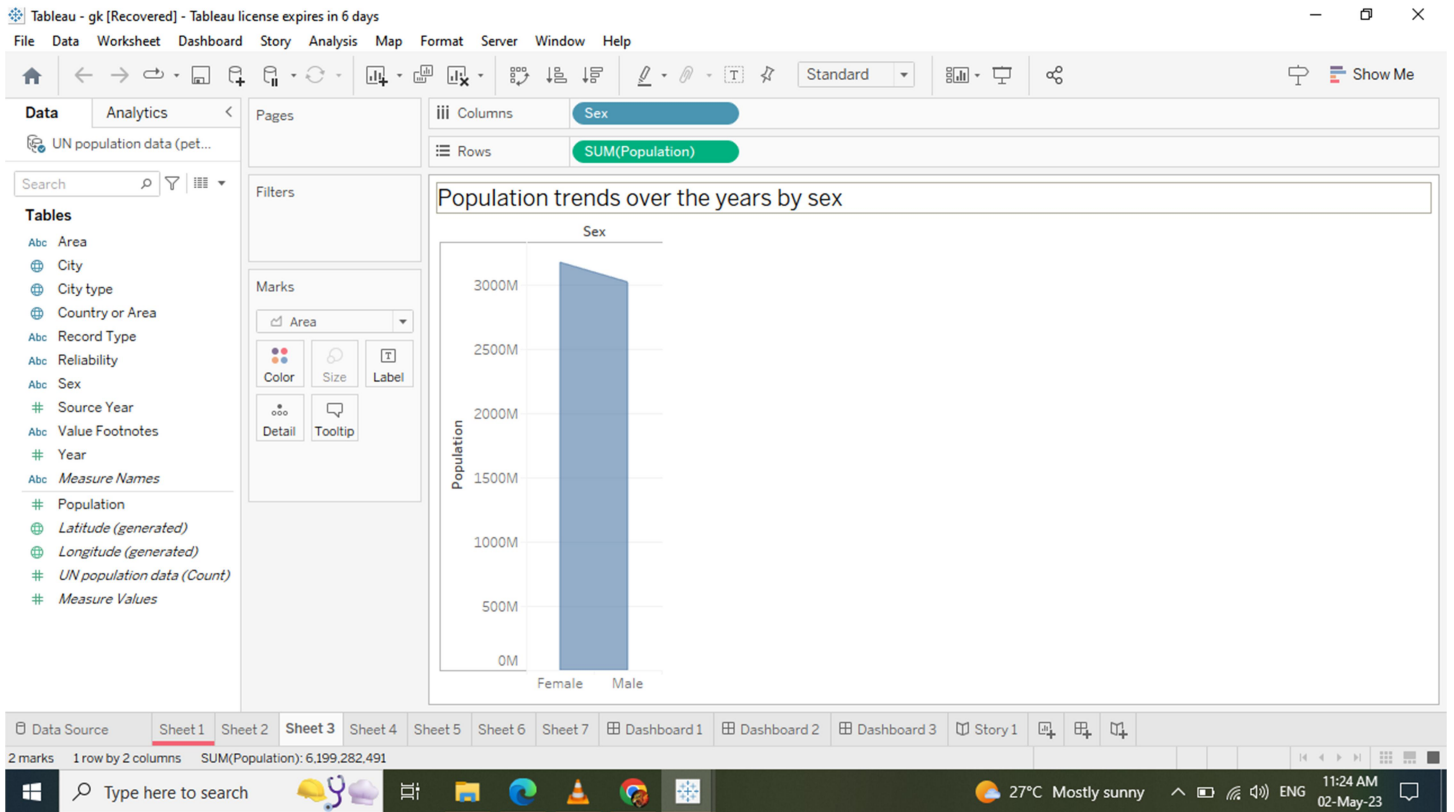 Tableau - gk [Recovered] - Tableau license expires in 6 days
File Data Worksheet Dashboard Story Analysis Map Format Server Window Help
Standard
Show Me
Data Analytics
UN population data (pet...
Search
Tables
Abc Area
City
City type
Country or Area
Abc Record Type
Abc Reliability
Abc Sex
# Source Year
Abc Value Footnotes
# Year
Abc Measure Names
# Population
Latitude (generated)
Longitude (generated)
# UN population data (Count)
# Measure Values
Pages
Filters
Marks
Area
Color Size Label
Detail Tooltip
Columns Sex
Rows SUM(Population)
Population trends over the years by sex
Sex
3000M
2500M
2000M
1500M
1000M
500M
0M
Population
Female Male
Data Source Sheet 1 Sheet 2 Sheet 3 Sheet 4 Sheet 5 Sheet 6 Sheet 7 Dashboard 1 Dashboard 2 Dashboard 3 Story 1
2 marks 1 row by 2 columns SUM(Population): 6,199,282,491
Type here to search
27°C Mostly sunny
ENG
11:24 AM
02-May-23